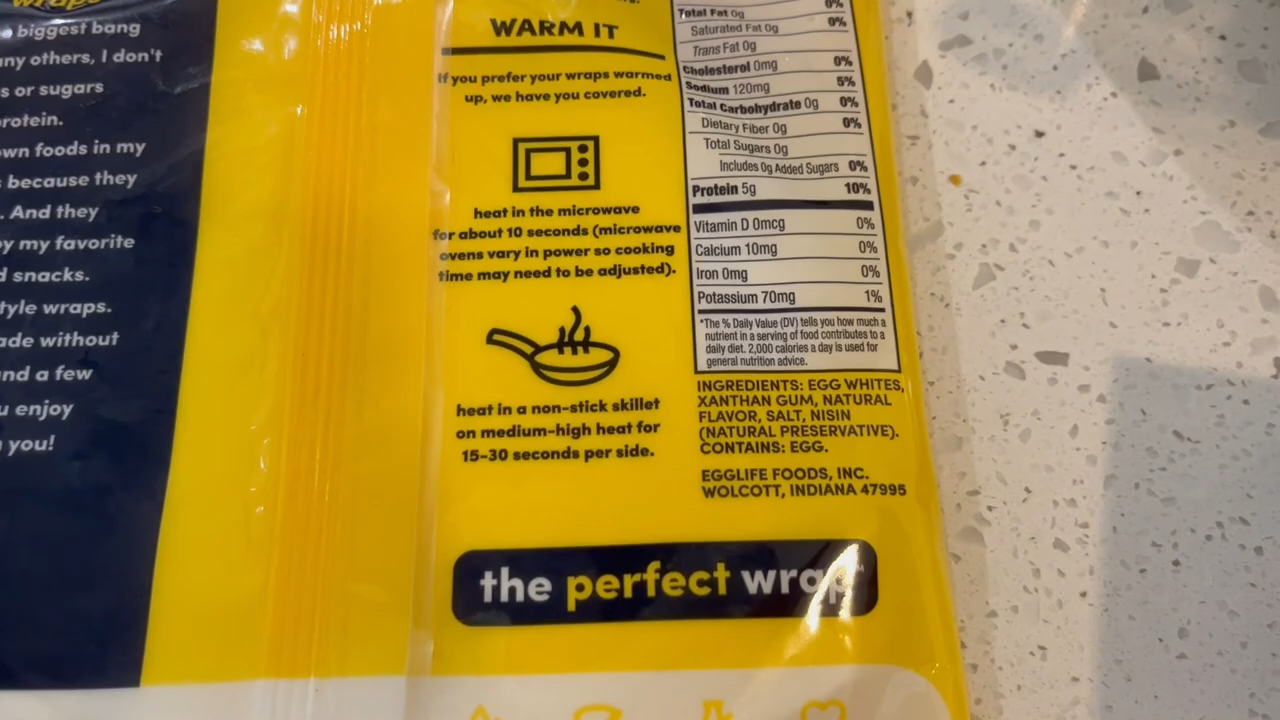 wraps
biggest bang
any others, I don't
s or sugars
protein.
own foods in my
because they
. And they
y my favorite
d snacks.
tyle wraps.
ade without
and a few
u enjoy
you!
WARM IT
If you prefer your wraps warmed
up, we have you covered.
heat in the microwave
for about 10 seconds (microwave
ovens vary in power so cooking
time may need to be adjusted).
heat in a non-stick skillet
on medium-high heat for
15-30 seconds per side.
0%
Total Fat 0g 0%
Saturated Fat 0g
Trans Fat 0g
Cholesterol 0mg 0%
Sodium 120mg 5%
Total Carbohydrate 0g 0%
Dietary Fiber 0g 0%
Total Sugars 0g
Includes 0g Added Sugars 0%
Protein 5g 10%
Vitamin D 0mcg 0%
Calcium 10mg 0%
Iron 0mg 0%
Potassium 70mg 1%
*The % Daily Value (DV) tells you how much a
nutrient in a serving of food contributes to a
daily diet. 2,000 calories a day is used for
general nutrition advice.
INGREDIENTS: EGG WHITES,
XANTHAN GUM, NATURAL
FLAVOR, SALT, NISIN
(NATURAL PRESERVATIVE).
CONTAINS: EGG.
EGGLIFE FOODS, INC.
WOLCOTT, INDIANA 47995
the perfect wrap